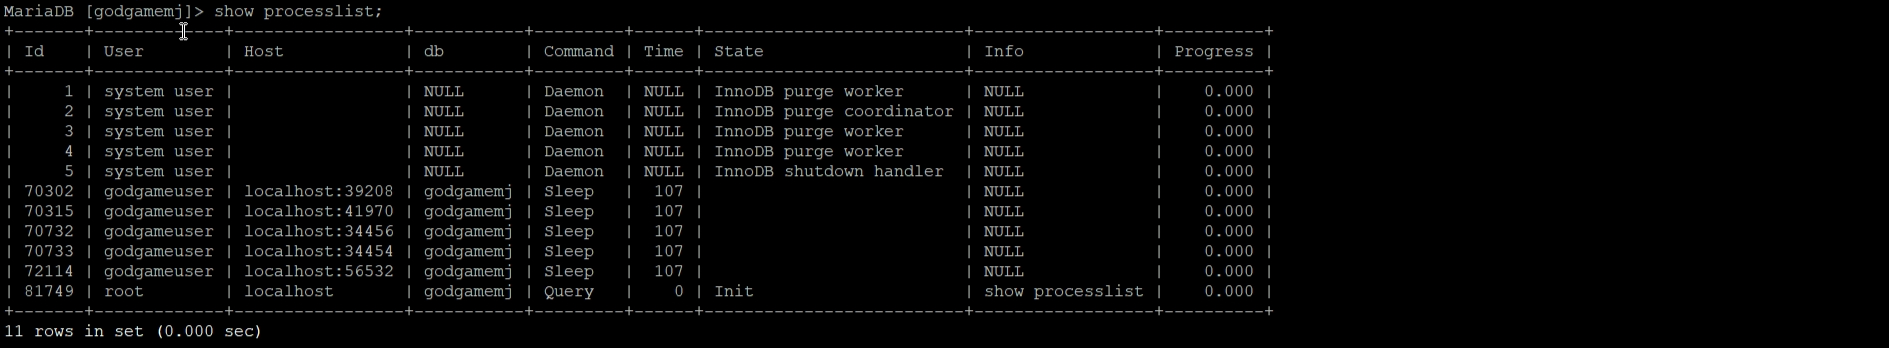 MariaDB [godgamemj]> show processlist;
+-------+-------------+-----------------+-----------+---------+------+--------------------------+------------------+----------+
| Id    | User        | Host            | db        | Command | Time | State                    | Info             | Progress |
+-------+-------------+-----------------+-----------+---------+------+--------------------------+------------------+----------+
|     1 | system user |                 | NULL      | Daemon  | NULL | InnoDB purge worker      | NULL             |    0.000 |
|     2 | system user |                 | NULL      | Daemon  | NULL | InnoDB purge coordinator | NULL             |    0.000 |
|     3 | system user |                 | NULL      | Daemon  | NULL | InnoDB purge worker      | NULL             |    0.000 |
|     4 | system user |                 | NULL      | Daemon  | NULL | InnoDB purge worker      | NULL             |    0.000 |
|     5 | system user |                 | NULL      | Daemon  | NULL | InnoDB shutdown handler  | NULL             |    0.000 |
| 70302 | godgameuser | localhost:39208 | godgamemj | Sleep   |  107 |                          | NULL             |    0.000 |
| 70315 | godgameuser | localhost:41970 | godgamemj | Sleep   |  107 |                          | NULL             |    0.000 |
| 70732 | godgameuser | localhost:34456 | godgamemj | Sleep   |  107 |                          | NULL             |    0.000 |
| 70733 | godgameuser | localhost:34454 | godgamemj | Sleep   |  107 |                          | NULL             |    0.000 |
| 72114 | godgameuser | localhost:56532 | godgamemj | Sleep   |  107 |                          | NULL             |    0.000 |
| 81749 | root        | localhost       | godgamemj | Query   |    0 | Init                     | show processlist |    0.000 |
+-------+-------------+-----------------+-----------+---------+------+--------------------------+------------------+----------+
11 rows in set (0.000 sec)